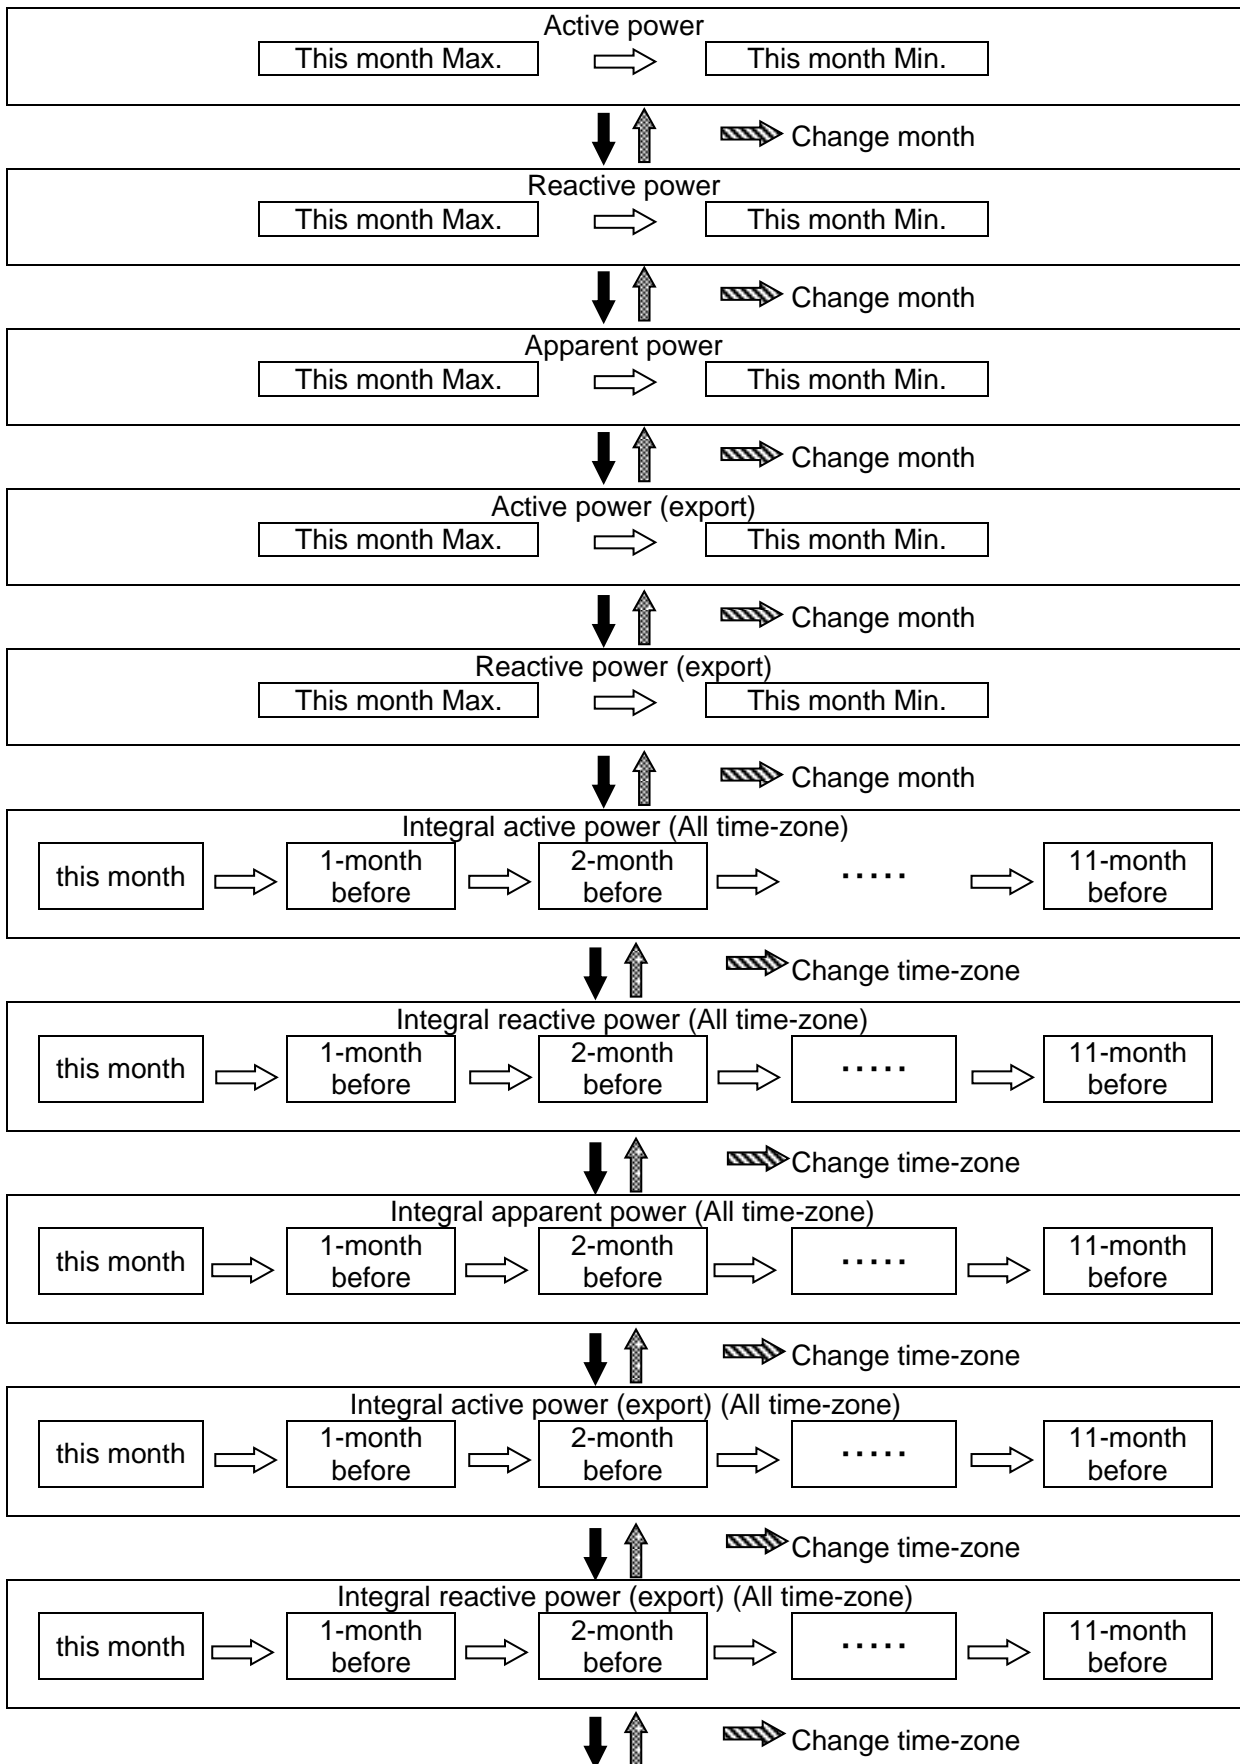 Active power
This month Max. This month Min.
Change month
Reactive power
This month Max. This month Min.
Change month
Apparent power
This month Max. This month Min.
Change month
Active power (export)
This month Max. This month Min.
Change month
Reactive power (export)
This month Max. This month Min.
Change month
Integral active power (All time-zone)
this month 1-month before 2-month before ..... 11-month before
Change time-zone
Integral reactive power (All time-zone)
this month 1-month before 2-month before ..... 11-month before
Change time-zone
Integral apparent power (All time-zone)
this month 1-month before 2-month before ..... 11-month before
Change time-zone
Integral active power (export) (All time-zone)
this month 1-month before 2-month before ..... 11-month before
Change time-zone
Integral reactive power (export) (All time-zone)
this month 1-month before 2-month before ..... 11-month before
Change time-zone